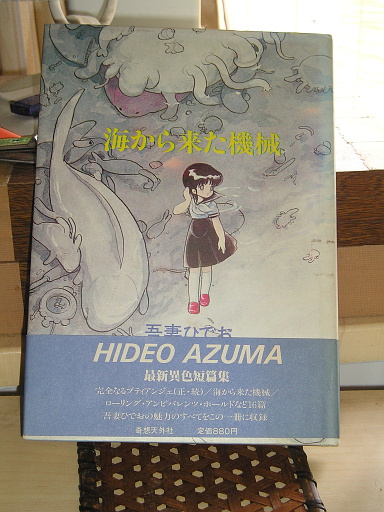 海から来た機械
吾妻ひでお
HIDEO AZUMA
最新異色短篇集
完全なるブティアンジェ(正・続)/海から来た機械/
ローリング・アンビバレンツ・ホールドなど16篇
吾妻ひでおの魅力のすべてをこの一冊に収録
奇想天外社 定価880円